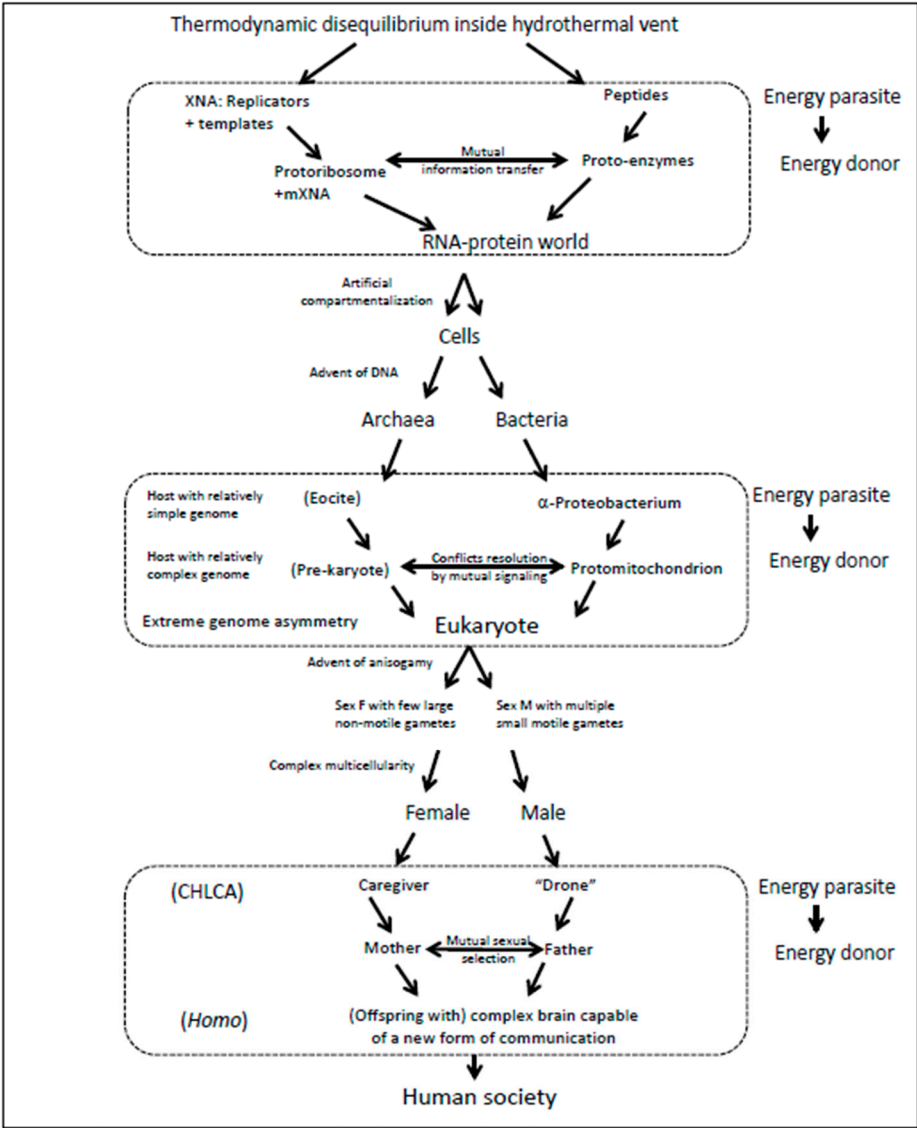 Thermodynamic disequilibrium inside hydrothermal vent
XNA: Replicators
+ templates
Peptides
Energy parasite
Mutual
information transfer
Protoribosome
+mXNA
Proto-enzymes
Energy donor
RNA-protein world
Artificial
compartmentalization
Cells
Advent of DNA
Archaea
Bacteria
Host with relatively
simple genome
(Eocite)
α-Proteobacterium
Energy parasite
Host with relatively
complex genome
(Pre-karyote)
Conflicts resolution
by mutual signaling
Protomitochondrion
Energy donor
Extreme genome asymmetry
Eukaryote
Advent of anisogamy
Sex F with few large
non-motile gametes
Sex M with multiple
small motile gametes
Complex multicellularity
Female
Male
(CHLCA)
Caregiver
“Drone”
Energy parasite
Mother
Mutual sexual
selection
Father
Energy donor
(Homo)
(Offspring with) complex brain capable
of a new form of communication
Human society